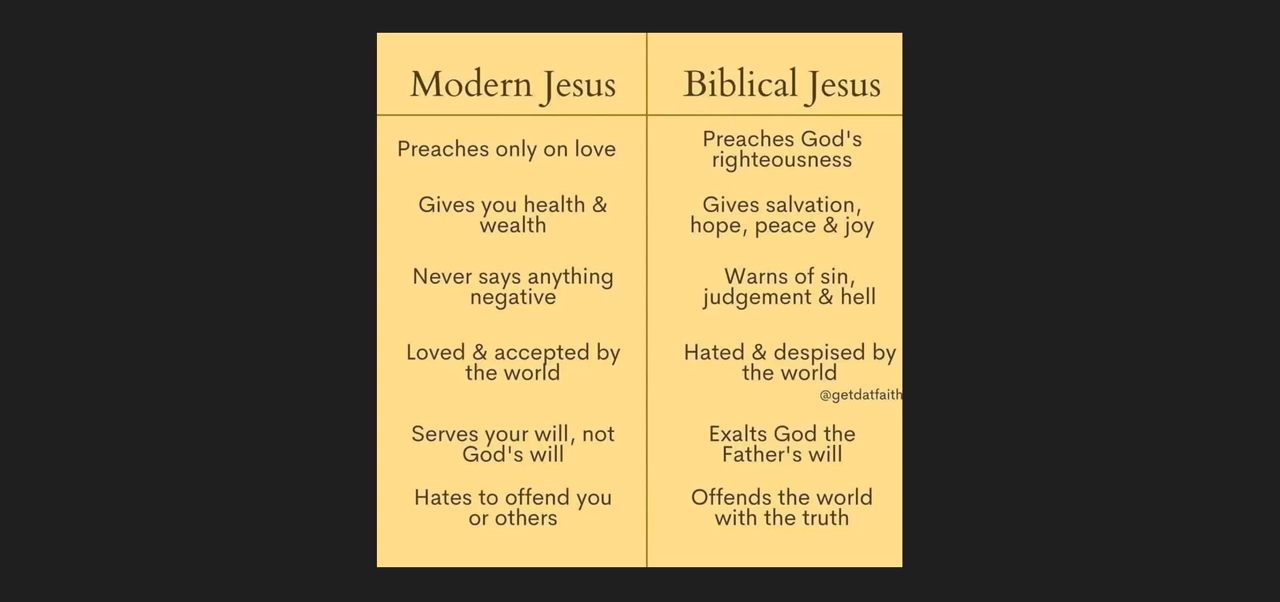 Modern Jesus
Biblical Jesus
Preaches only on love
Preaches God's
righteousness
Gives you health &
wealth
Gives salvation,
hope, peace & joy
Never says anything
negative
Warns of sin,
judgement & hell
Loved & accepted by
the world
Hated & despised by
the world
@getdatfaith
Serves your will, not
God's will
Exalts God the
Father's will
Hates to offend you
or others
Offends the world
with the truth